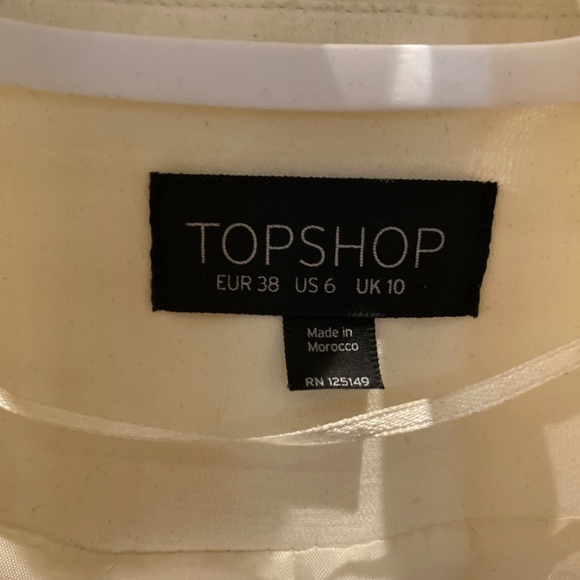 TOPSHOP
EUR 38 US 6 UK 10
Made in
Morocco
RN 125149